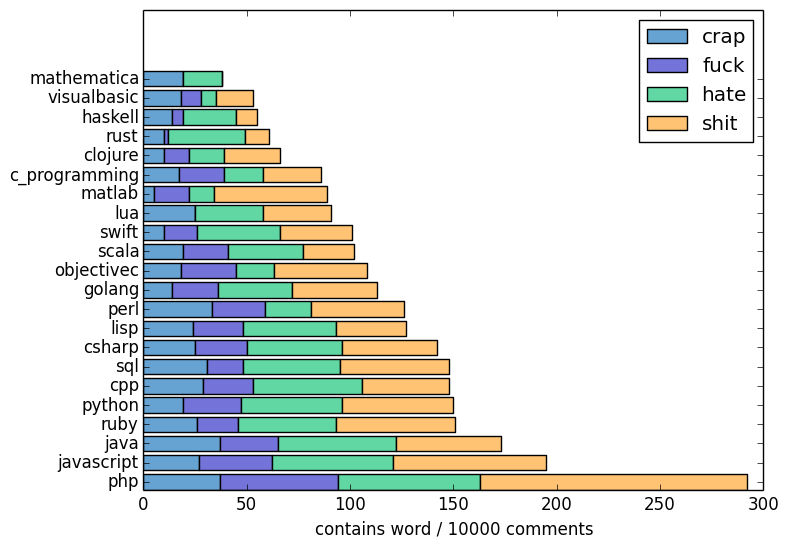 crap
fuck
hate
shit
mathematica
visualbasic
haskell
rust
clojure
c_programming
matlab
lua
swift
scala
objectivec
golang
perl
lisp
csharp
sql
cpp
python
ruby
java
javascript
php
0 50 100 150 200 250 300
contains word / 10000 comments